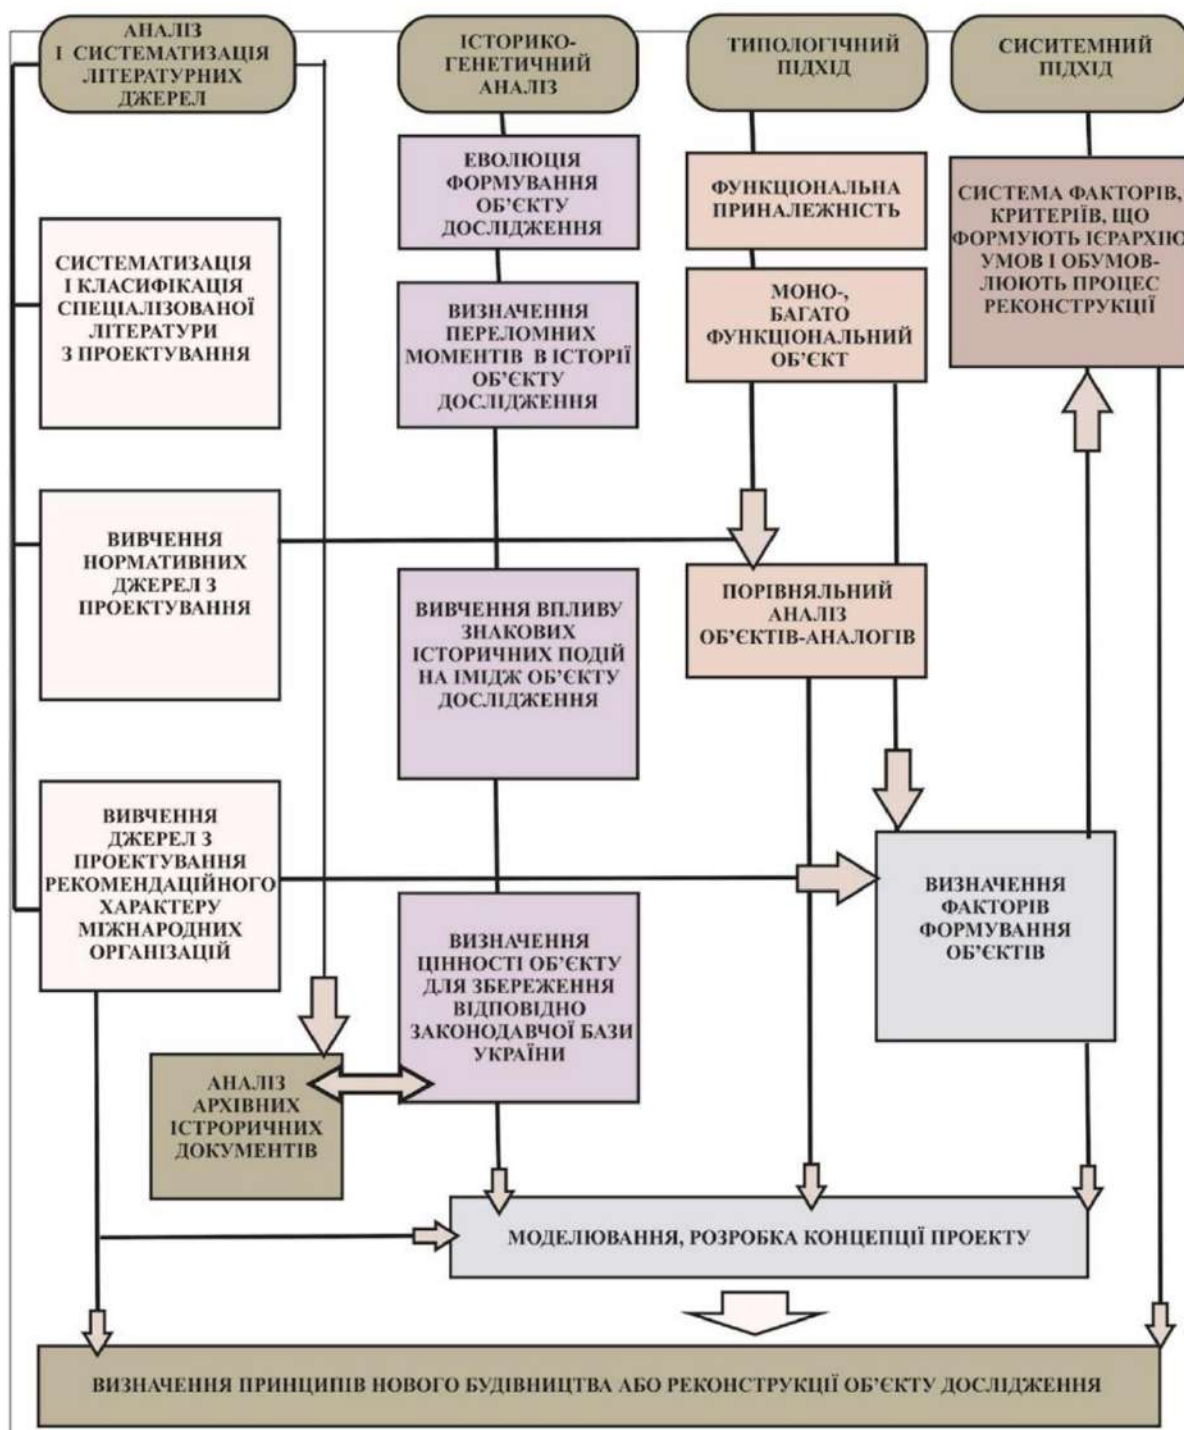 АНАЛІЗ
І СИСТЕМАТИЗАЦІЯ
ЛІТЕРАТУРНИХ
ДЖЕРЕЛ
ІСТОРИКО-
ГЕНЕТИЧНИЙ
АНАЛІЗ
ТИПОЛОГІЧНИЙ
ПІДХІД
СИСИТЕМНИЙ
ПІДХІД
СИСТЕМАТИЗАЦІЯ
І КЛАСИФІКАЦІЯ
СПЕЦІАЛІЗОВАНОЇ
ЛІТЕРАТУРИ
З ПРОЕКТУВАННЯ
ВИВЧЕННЯ
НОРМАТИВНИХ
ДЖЕРЕЛ З
ПРОЕКТУВАННЯ
ВИВЧЕННЯ
ДЖЕРЕЛ З
ПРОЕКТУВАННЯ
РЕКОМЕНДАЦІЙНОГО
ХАРАКТЕРУ
МІЖНАРОДНИХ
ОРГАНІЗАЦІЙ
АНАЛІЗ
АРХІВНИХ
ІСТРОРИЧНИХ
ДОКУМЕНТІВ
ЕВОЛЮЦІЯ
ФОРМУВАННЯ
ОБ’ЄКТУ
ДОСЛІДЖЕННЯ
ВИЗНАЧЕННЯ
ПЕРЕЛОМНИХ
МОМЕНТІВ В ІСТОРІЇ
ОБ’ЄКТУ
ДОСЛІДЖЕННЯ
ВИВЧЕННЯ ВПЛИВУ
ЗНАКОВИХ
ІСТОРИЧНИХ ПОДІЙ
НА ІМІДЖ ОБ’ЄКТУ
ДОСЛІДЖЕННЯ
ВИЗНАЧЕННЯ
ЦІННОСТІ ОБ’ЄКТУ
ДЛЯ ЗБЕРЕЖЕННЯ
ВІДПОВІДНО
ЗАКОНОДАВЧОЇ БАЗИ
УКРАЇНИ
ФУНКЦІОНАЛЬНА
ПРИНАЛЕЖНІСТЬ
МОНО-,
БАГАТО
ФУНКЦІОНАЛЬНИЙ
ОБ’ЄКТ
ПОРІВНЯЛЬНИЙ
АНАЛІЗ
ОБ’ЄКТІВ-АНАЛОГІВ
СИСТЕМА ФАКТОРІВ,
КРИТЕРІЇВ, ЩО
ФОРМУЮТЬ ІЄРАРХІЮ
УМОВ І ОБУМОВ-
ЛЮЮТЬ ПРОЦЕС
РЕКОНСТРУКЦІЇ
ВИЗНАЧЕННЯ
ФАКТОРІВ
ФОРМУВАННЯ
ОБ’ЄКТІВ
МОДЕЛЮВАННЯ, РОЗРОБКА КОНЦЕПЦІЇ ПРОЕКТУ
ВИЗНАЧЕННЯ ПРИНЦИПІВ НОВОГО БУДІВНИЦТВА АБО РЕКОНСТРУКЦІЇ ОБ’ЄКТУ ДОСЛІДЖЕННЯ